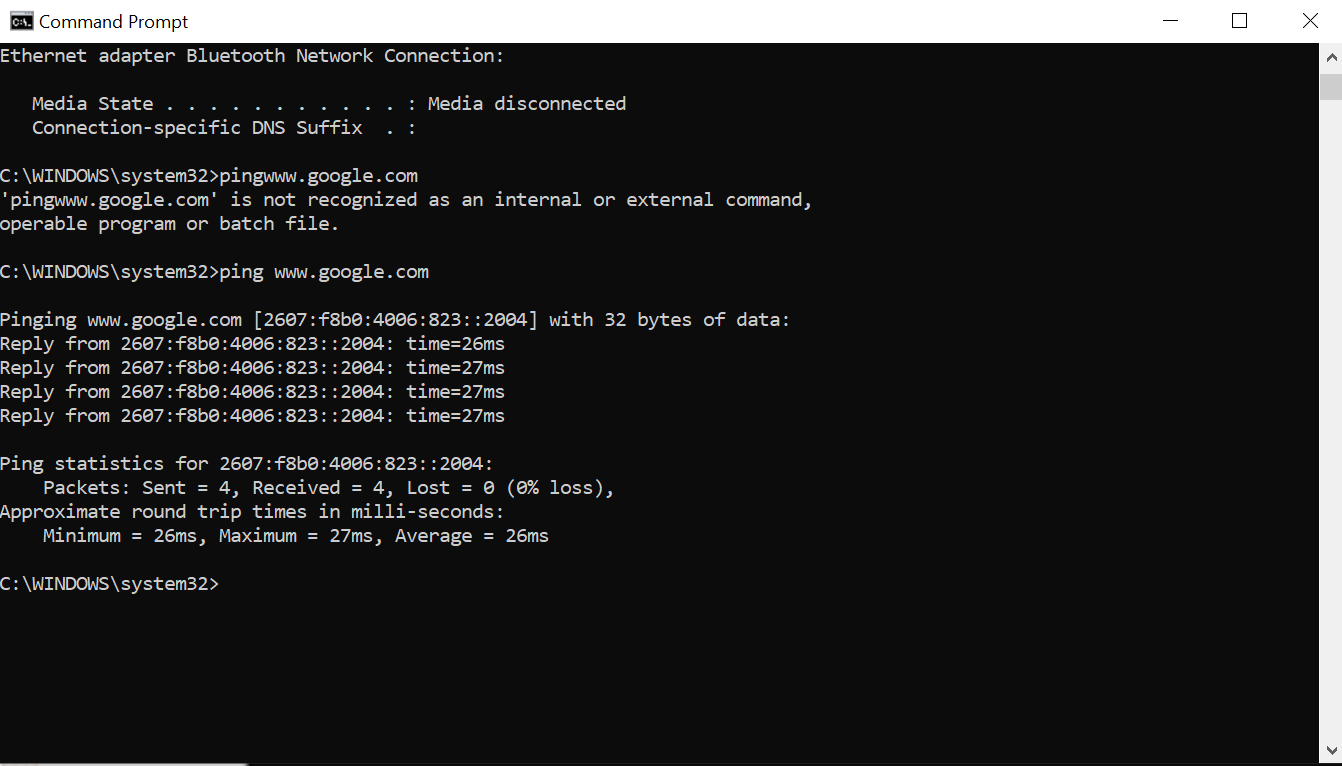 Command Prompt
Ethernet adapter Bluetooth Network Connection:
   Media State . . . . . . . . . . . : Media disconnected
   Connection-specific DNS Suffix  . :
C:\WINDOWS\system32>pingwww.google.com
'pingwww.google.com' is not recognized as an internal or external command,
operable program or batch file.
C:\WINDOWS\system32>ping www.google.com
Pinging www.google.com [2607:f8b0:4006:823::2004] with 32 bytes of data:
Reply from 2607:f8b0:4006:823::2004: time=26ms
Reply from 2607:f8b0:4006:823::2004: time=27ms
Reply from 2607:f8b0:4006:823::2004: time=27ms
Reply from 2607:f8b0:4006:823::2004: time=27ms
Ping statistics for 2607:f8b0:4006:823::2004:
    Packets: Sent = 4, Received = 4, Lost = 0 (0% loss),
Approximate round trip times in milli-seconds:
    Minimum = 26ms, Maximum = 27ms, Average = 26ms
C:\WINDOWS\system32>